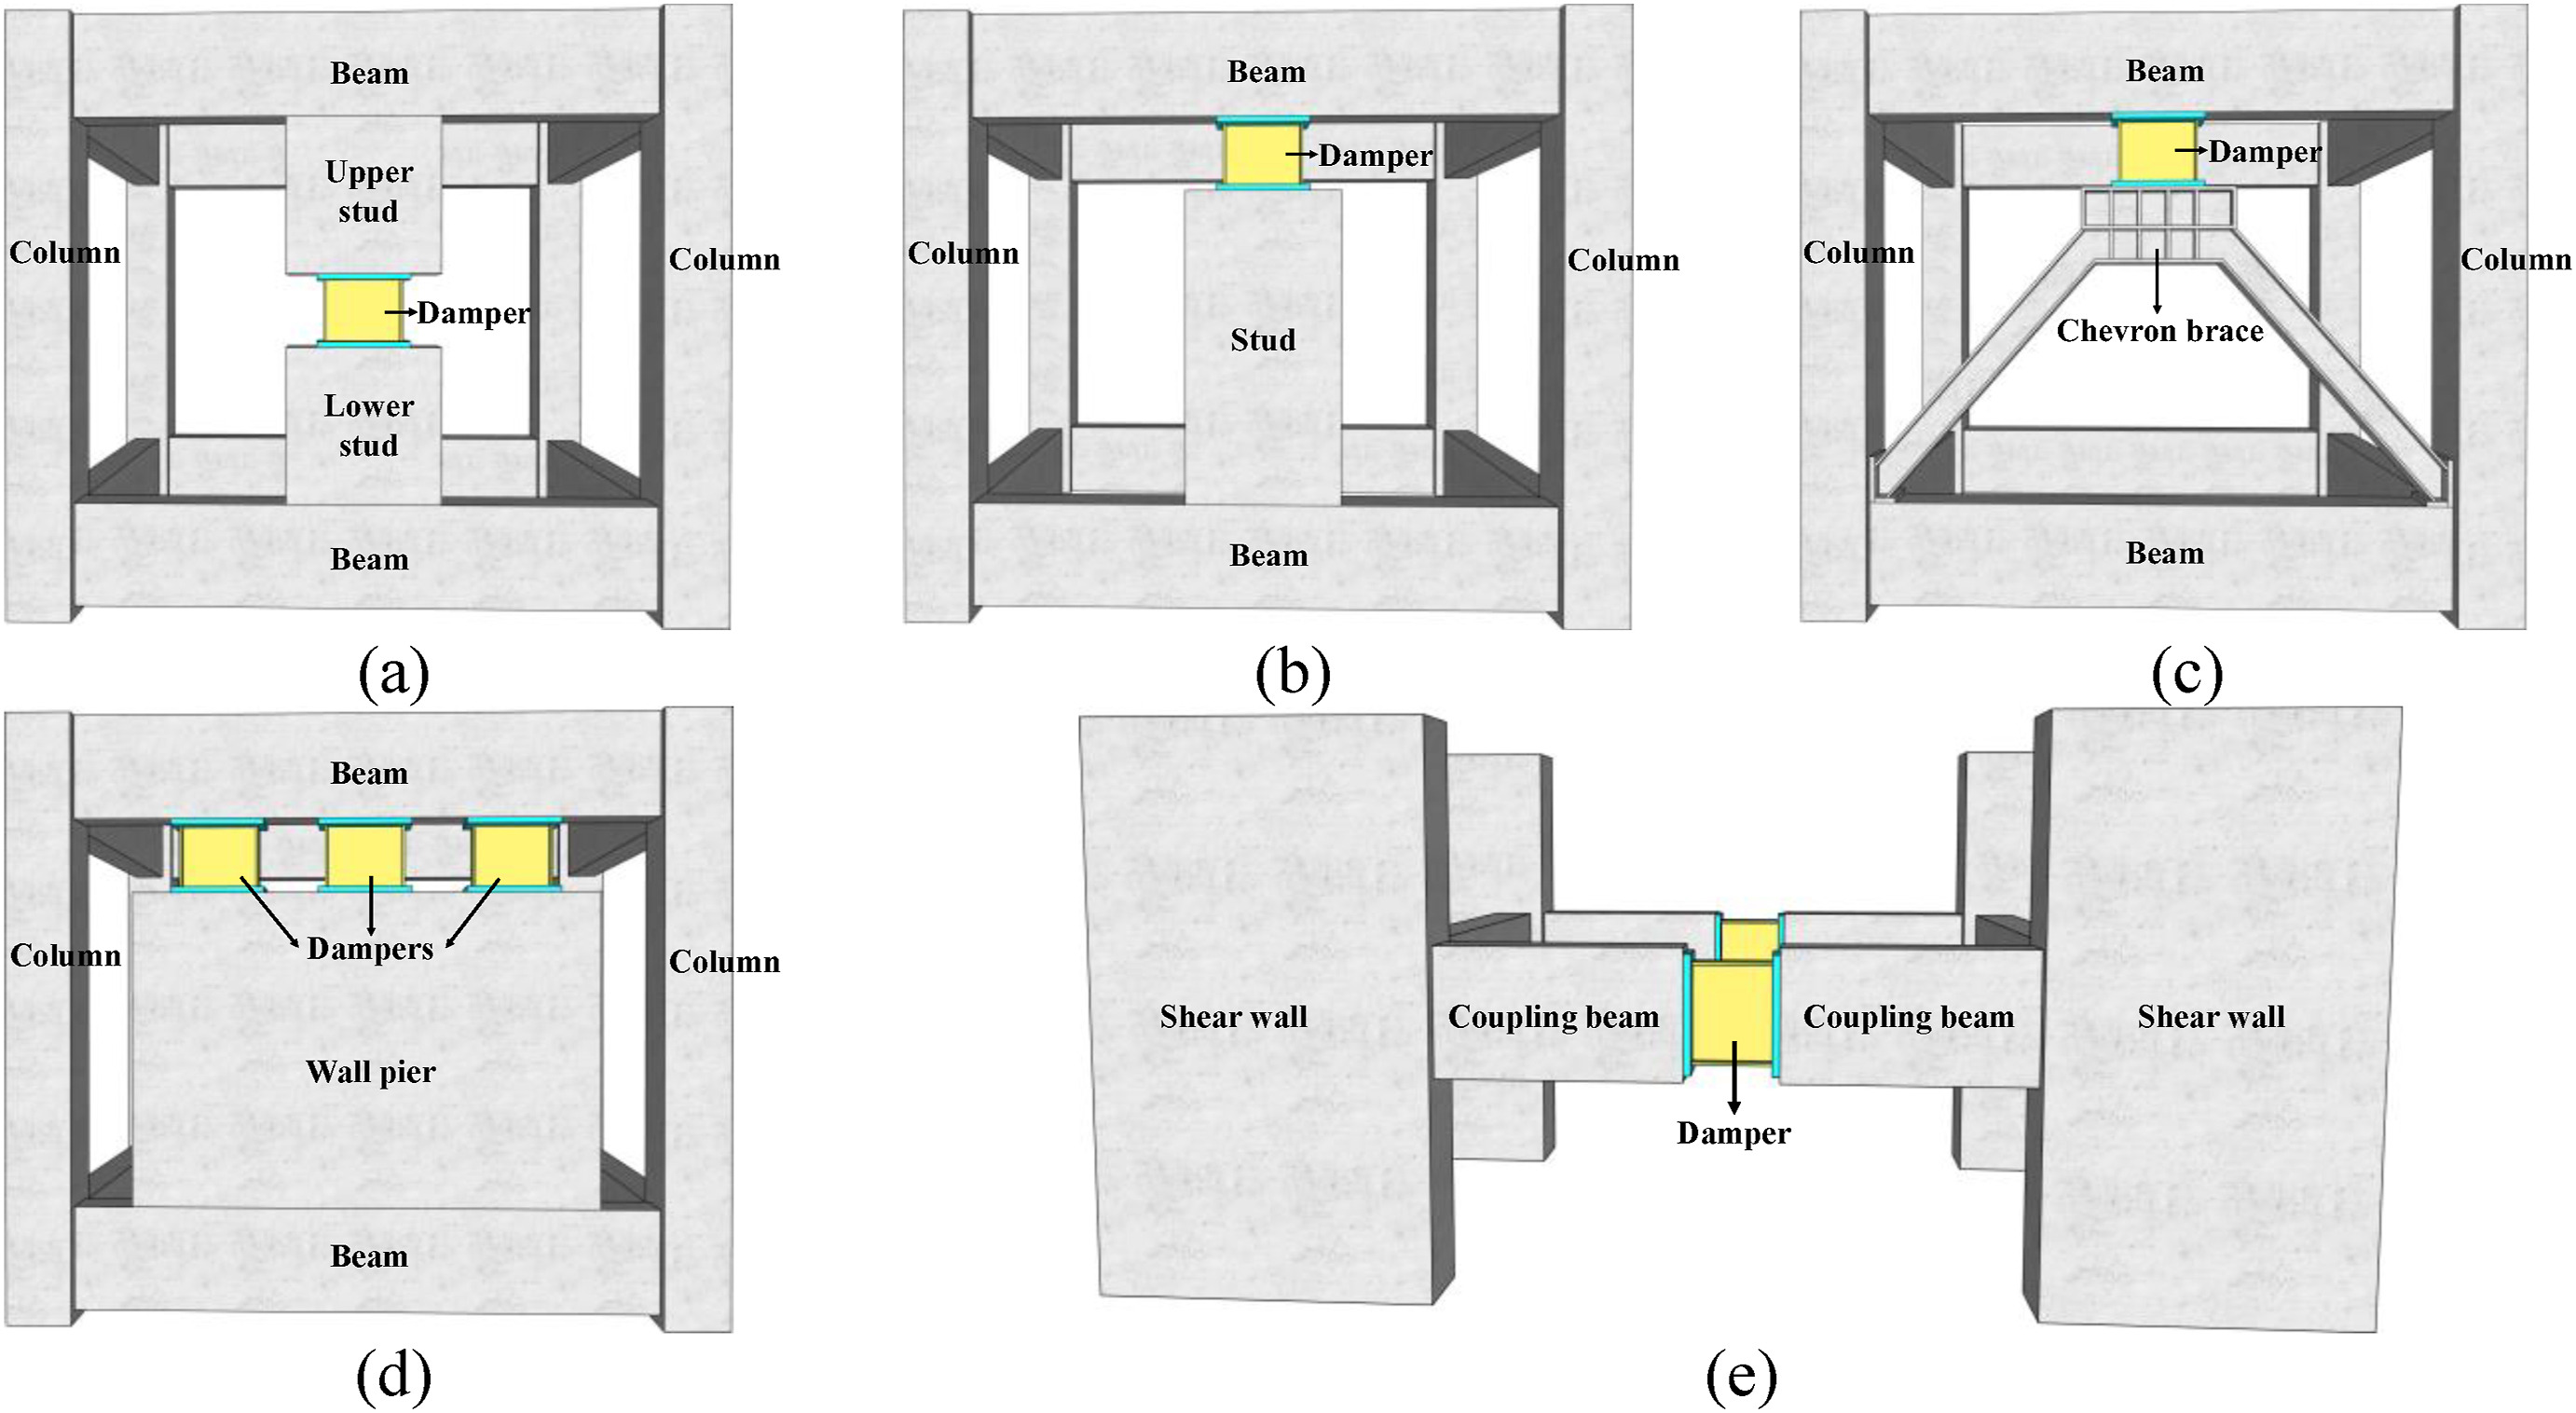 Beam
Upper
stud
Column
Column
Damper
Lower
stud
Beam
(a)
Beam
Damper
Column
Column
Stud
Beam
(b)
Beam
Damper
Column
Column
Chevron brace
Beam
(c)
Beam
Dampers
Column
Column
Wall pier
Beam
(d)
Shear wall
Coupling beam
Coupling beam
Shear wall
Damper
(e)